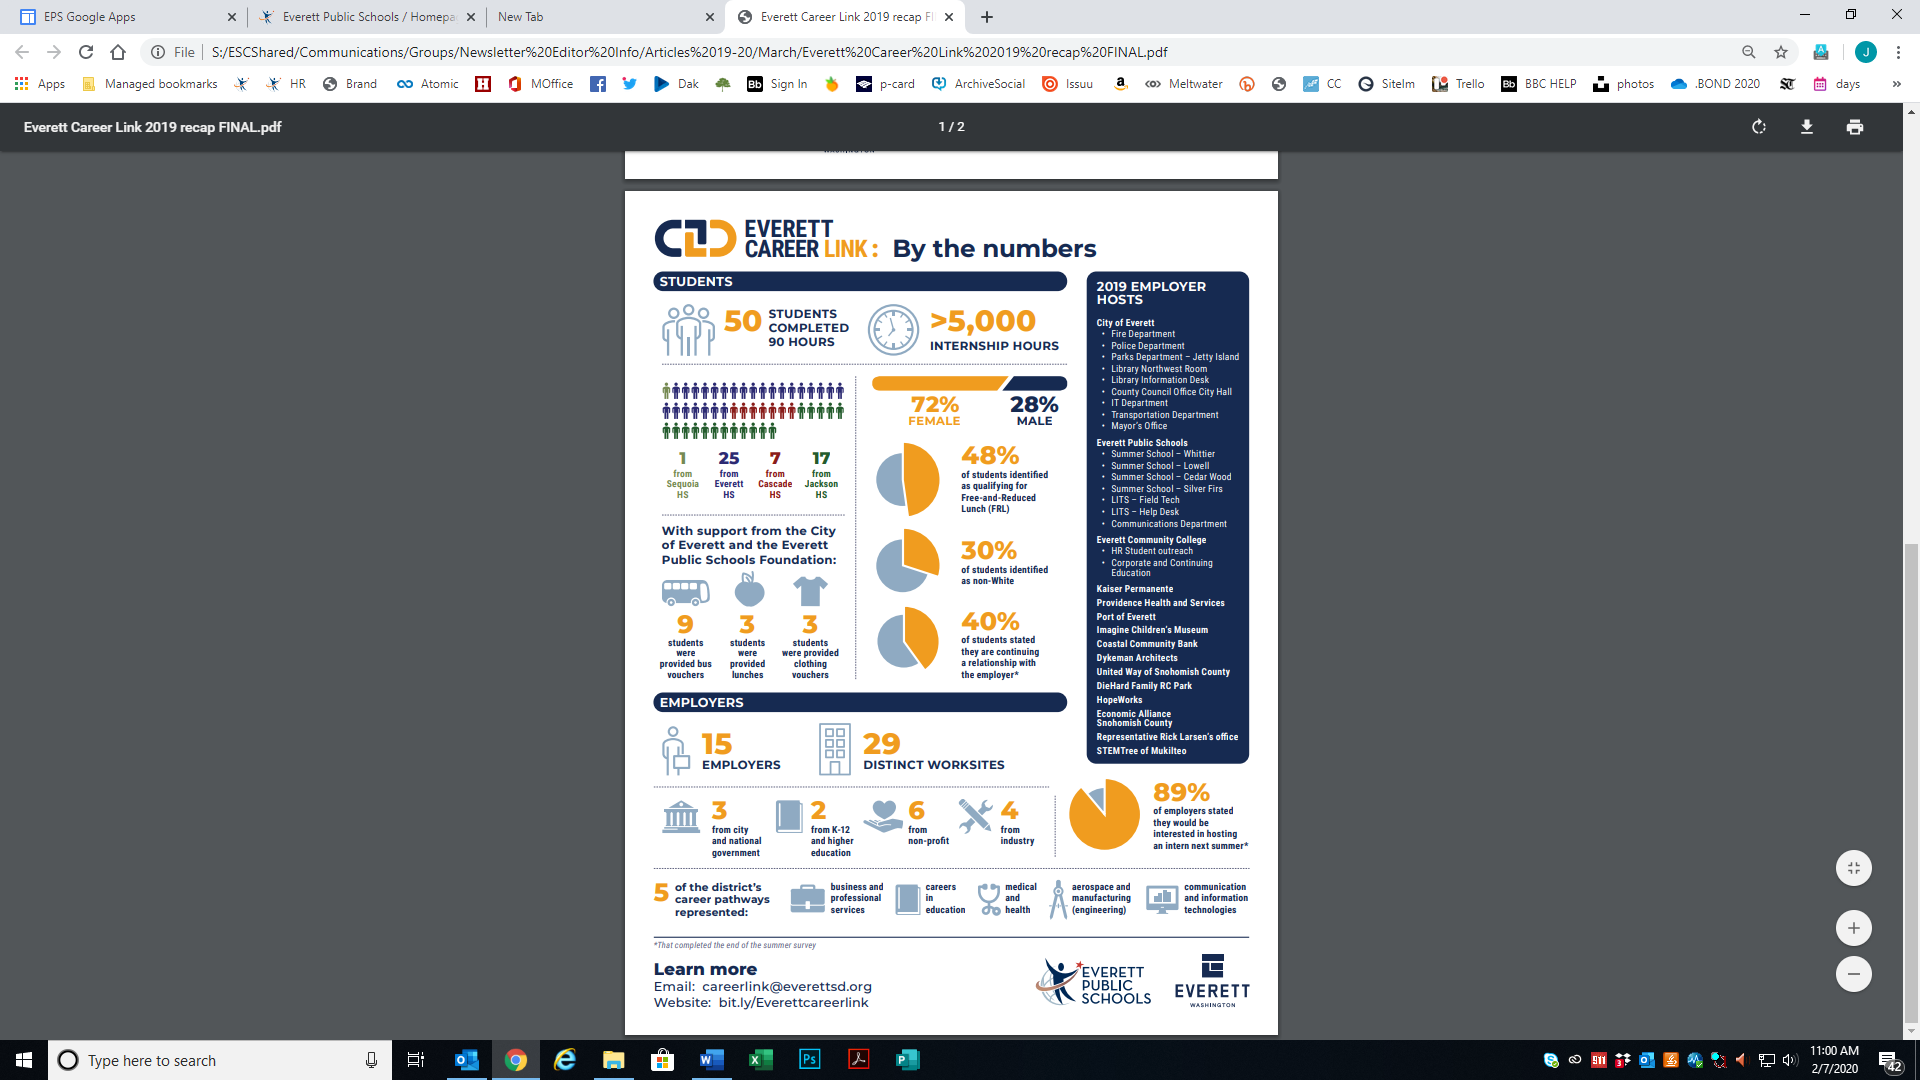 EPS Google Apps
Everett Public Schools / Homepa
New Tab
Everett Career Link 2019 recap FI
File
S:/ESCShared/Communications/Groups/Newsletter%20Editor%20Info/Articles%2019-20/March/Everett%20Career%20Link%202019%20recap%20FINAL.pdf
J
Apps
Managed bookmarks
HR
Brand
Atomic
MOffice
Dak
Bb Sign In
p-card
ArchiveSocial
Issuu
Meltwater
CC
SiteIm
Trello
Bb BBC HELP
photos
.BOND 2020
days
Everett Career Link 2019 recap FINAL.pdf
1 / 2
EVERETT
CAREER LINK: By the numbers
STUDENTS
50 STUDENTS
COMPLETED
90 HOURS
>5,000
INTERNSHIP HOURS
1
from
Sequoia
HS
25
from
Everett
HS
7
from
Cascade
HS
17
from
Jackson
HS
With support from the City
of Everett and the Everett
Public Schools Foundation:
9
students
were
provided bus
vouchers
3
students
were
provided
lunches
3
students
were provided
clothing
vouchers
72%
FEMALE
28%
MALE
48%
of students identified
as qualifying for
Free-and-Reduced
Lunch (FRL)
30%
of students identified
as non-White
40%
of students stated
they are continuing
a relationship with
the employer*
2019 EMPLOYER
HOSTS
City of Everett
• Fire Department
• Police Department
• Parks Department – Jetty Island
• Library Northwest Room
• Library Information Desk
• County Council Office City Hall
• IT Department
• Transportation Department
• Mayor's Office
Everett Public Schools
• Summer School – Whittier
• Summer School – Lowell
• Summer School – Cedar Wood
• Summer School – Silver Firs
• LITS – Field Tech
• LITS – Help Desk
• Communications Department
Everett Community College
• HR Student outreach
• Corporate and Continuing
Education
Kaiser Permanente
Providence Health and Services
Port of Everett
Imagine Children's Museum
Coastal Community Bank
Dykeman Architects
United Way of Snohomish County
DieHard Family RC Park
HopeWorks
Economic Alliance
Snohomish County
Representative Rick Larsen's office
STEMTree of Mukilteo
EMPLOYERS
15
EMPLOYERS
29
DISTINCT WORKSITES
3
from city
and national
government
2
from K-12
and higher
education
6
from
non-profit
4
from
industry
89%
of employers stated
they would be
interested in hosting
an intern next summer*
5 of the district's
career pathways
represented:
business and
professional
services
careers
in
education
medical
and
health
aerospace and
manufacturing
(engineering)
communication
and information
technologies
*That completed the end of the summer survey
Learn more
Email: careerlink@everettsd.org
Website: bit.ly/Everettcareerlink
EVERETT
PUBLIC
SCHOOLS
EVERETT
WASHINGTON
Type here to search
11:00 AM
2/7/2020
42